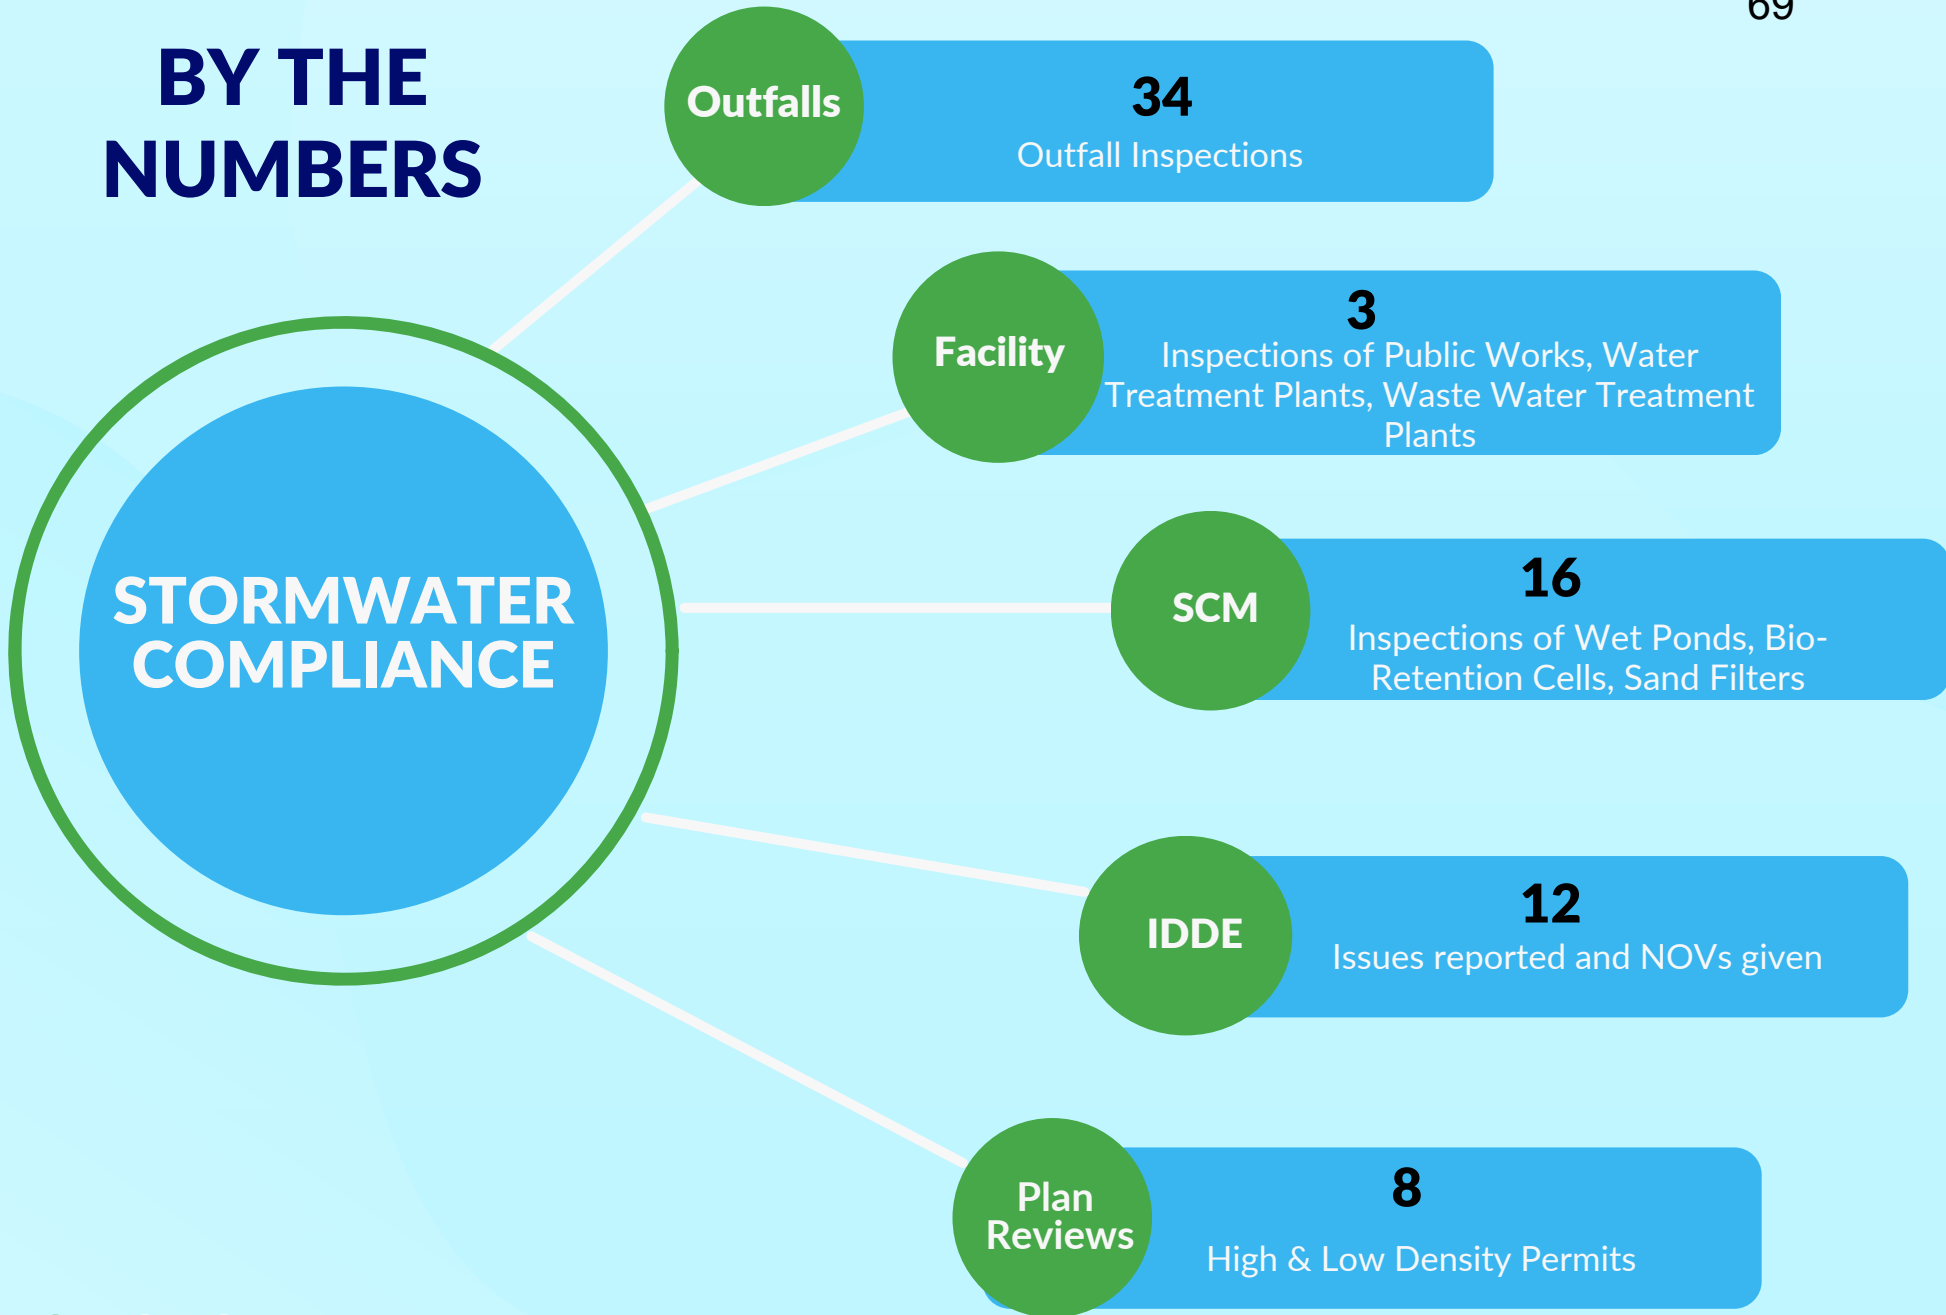 69
BY THE
NUMBERS
Outfalls
34
Outfall Inspections
Facility
3
Inspections of Public Works, Water
Treatment Plants, Waste Water Treatment
Plants
STORMWATER
COMPLIANCE
SCM
16
Inspections of Wet Ponds, Bio-
Retention Cells, Sand Filters
IDDE
12
Issues reported and NOVs given
Plan
Reviews
8
High & Low Density Permits